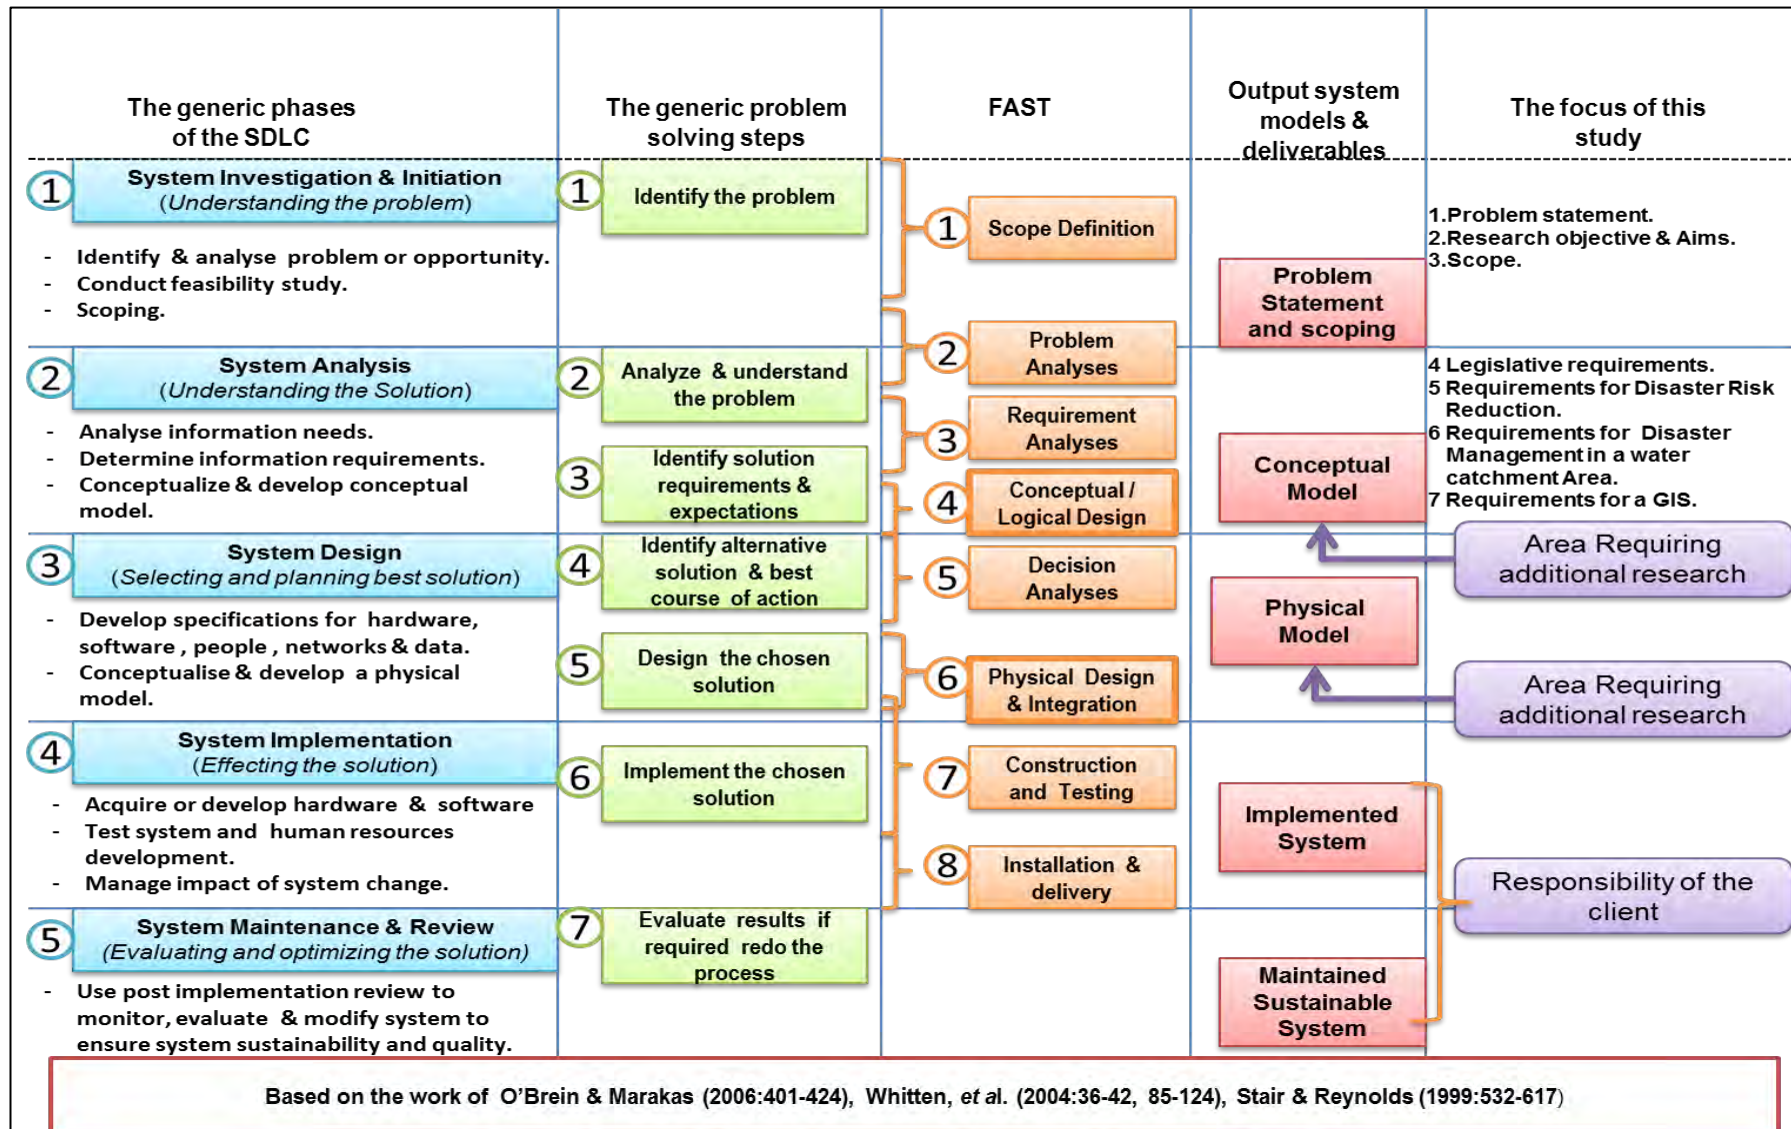 The generic phases
of the SDLC
The generic problem
solving steps
FAST
Output system
models &
deliverables
The focus of this
study
1
System Investigation & Initiation
(Understanding the problem)
- Identify & analyse problem or opportunity.
- Conduct feasibility study.
- Scoping.
2
System Analysis
(Understanding the Solution)
- Analyse information needs.
- Determine information requirements.
- Conceptualize & develop conceptual
model.
3
System Design
(Selecting and planning best solution)
- Develop specifications for hardware,
software , people , networks & data.
- Conceptualise & develop a physical
model.
4
System Implementation
(Effecting the solution)
- Acquire or develop hardware & software
- Test system and human resources
development.
- Manage impact of system change.
5
System Maintenance & Review
(Evaluating and optimizing the solution)
- Use post implementation review to
monitor, evaluate & modify system to
ensure system sustainability and quality.
1
Identify the problem
2
Analyze & understand
the problem
3
Identify solution
requirements &
expectations
4
Identify alternative
solution & best
course of action
5
Design the chosen
solution
6
Implement the chosen
solution
7
Evaluate results if
required redo the
process
1
Scope Definition
2
Problem
Analyses
3
Requirement
Analyses
4
Conceptual /
Logical Design
5
Decision
Analyses
6
Physical Design
& Integration
7
Construction
and Testing
8
Installation &
delivery
Problem
Statement
and scoping
Conceptual
Model
Physical
Model
Implemented
System
Maintained
Sustainable
System
1.Problem statement.
2.Research objective & Aims.
3.Scope.
4 Legislative requirements.
5 Requirements for Disaster Risk
Reduction.
6 Requirements for Disaster
Management in a water
catchment Area.
7 Requirements for a GIS.
Area Requiring
additional research
Area Requiring
additional research
Responsibility of the
client
Based on the work of O'Brein & Marakas (2006:401-424), Whitten, et al. (2004:36-42, 85-124), Stair & Reynolds (1999:532-617)